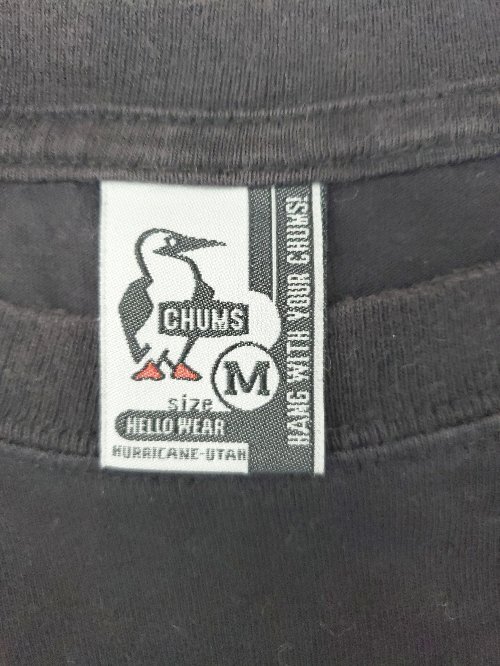 CHUMS
M
size
HELLO WEAR
HURRICANE-UTAH
HANG WITH YOUR CHUMS!